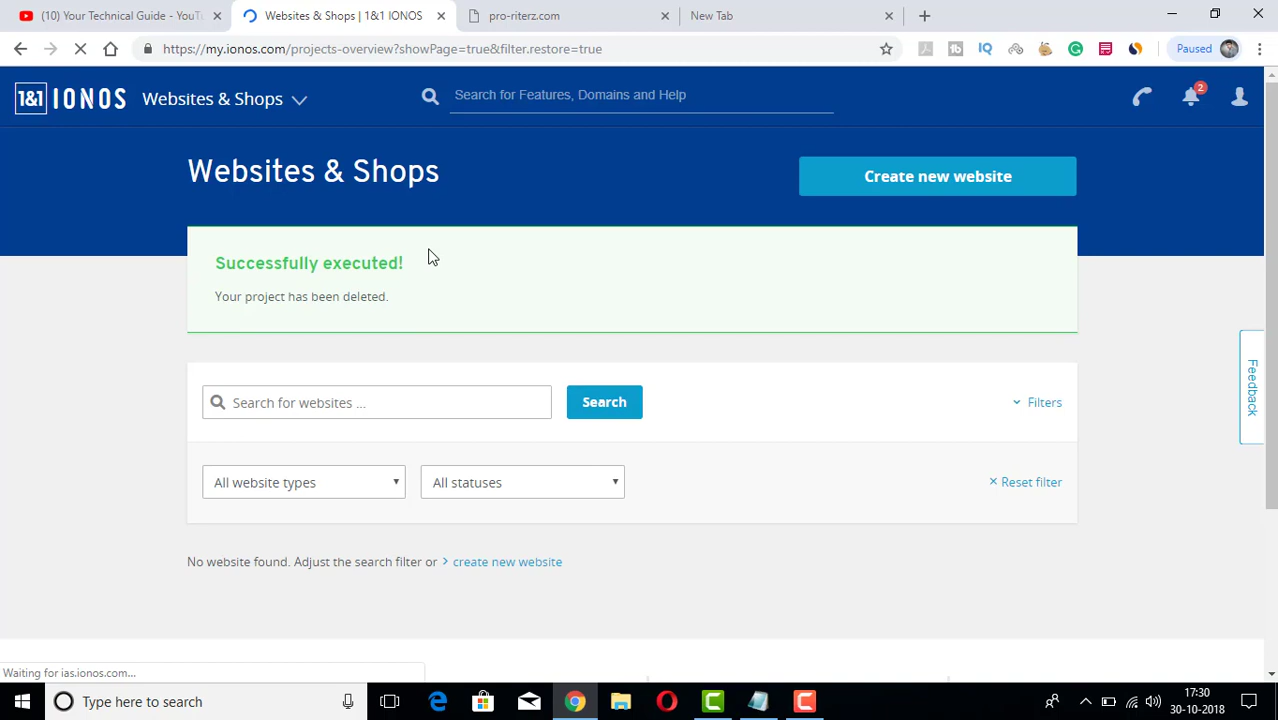 (10) Your Technical Guide - YouT
Websites & Shops | 1&1 IONOS
pro-riterz.com
New Tab
https://my.ionos.com/projects-overview?showPage=true&filter.restore=true
Paused
1&1 IONOS
Websites & Shops
Search for Features, Domains and Help
2
Websites & Shops
Create new website
Successfully executed!
Your project has been deleted.
Feedback
Search for websites ...
Search
Filters
All website types
All statuses
Reset filter
No website found. Adjust the search filter or > create new website
Waiting for ias.ionos.com...
Type here to search
17:30
30-10-2018